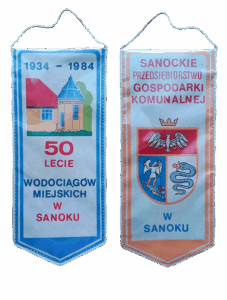 1934 - 1984
50
LECIE
WODOCIĄGÓW
MIEJSKICH
W
SANOKU
SANOCKIE
PRZEDSIĘBIORSTWO
GOSPODARKI
KOMUNALNEJ
W
SANOKU